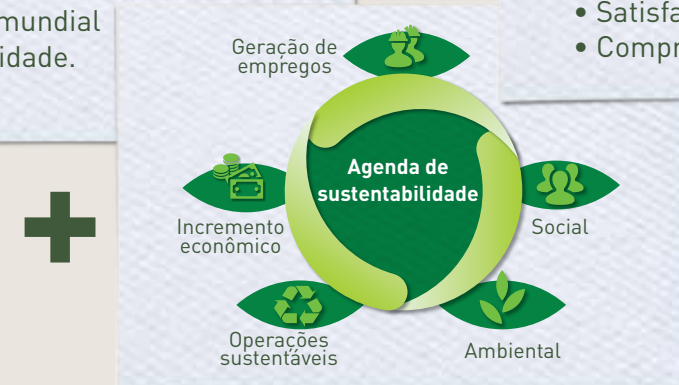 mundial
idade.
• Satisfa
• Compr
Geração de
empregos
Agenda de
sustentabilidade
Incremento
econômico
Social
Operações
sustentáveis
Ambiental